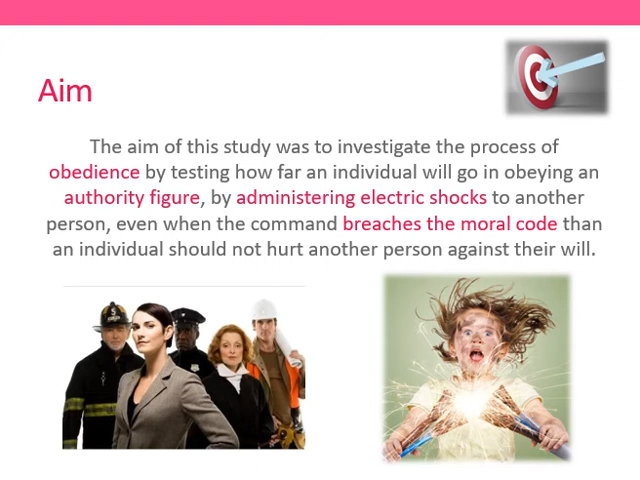 Aim
The aim of this study was to investigate the process of
obedience by testing how far an individual will go in obeying an
authority figure, by administering electric shocks to another
person, even when the command breaches the moral code than
an individual should not hurt another person against their will.